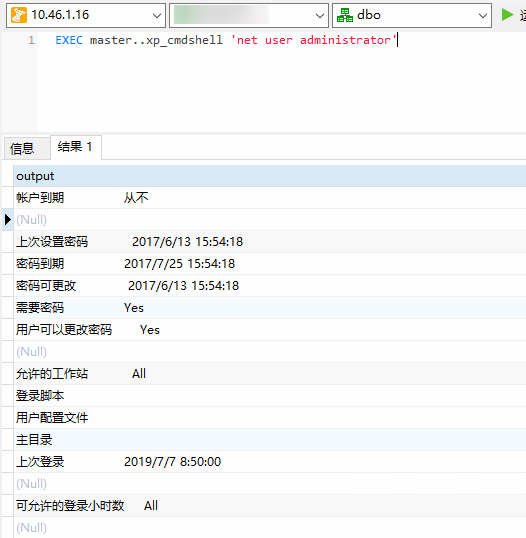 10.46.1.16 dbo
1 EXEC master..xp_cmdshell 'net user administrator'
信息 结果 1
output
帐户到期 从不
(Null)
上次设置密码 2017/6/13 15:54:18
密码到期 2017/7/25 15:54:18
密码可更改 2017/6/13 15:54:18
需要密码 Yes
用户可以更改密码 Yes
(Null)
允许的工作站 All
登录脚本
用户配置文件
主目录
上次登录 2019/7/7 8:50:00
(Null)
可允许的登录小时数 All
(Null)